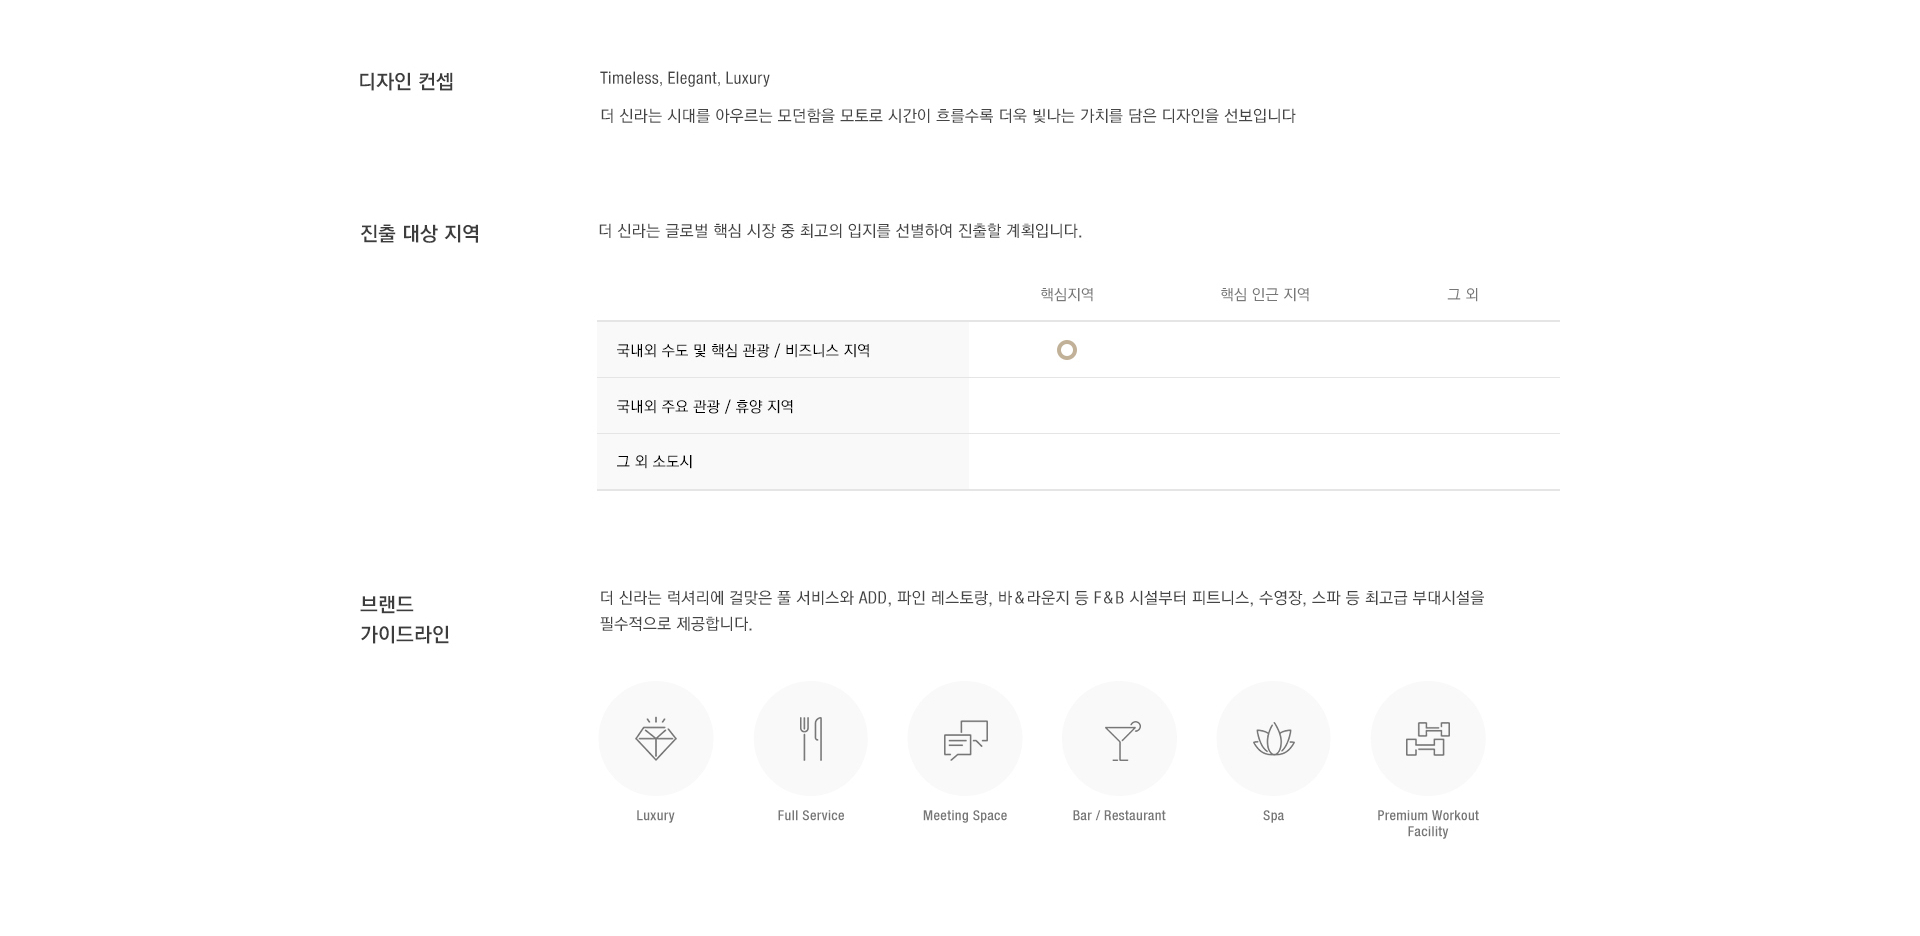 디자인 컨셉
Timeless, Elegant, Luxury
더 신라는 시대를 아우르는 모던함을 모토로 시간이 흐를수록 더욱 빛나는 가치를 담은 디자인을 선보입니다
진출 대상 지역
더 신라는 글로벌 핵심 시장 중 최고의 입지를 선별하여 진출할 계획입니다.
핵심지역 핵심 인근 지역 그 외
국내외 수도 및 핵심 관광 / 비즈니스 지역
국내외 주요 관광 / 휴양 지역
그 외 소도시
브랜드
가이드라인
더 신라는 럭셔리에 걸맞은 풀 서비스와 ADD, 파인 레스토랑, 바&라운지 등 F&B 시설부터 피트니스, 수영장, 스파 등 최고급 부대시설을
필수적으로 제공합니다.
Luxury
Full Service
Meeting Space
Bar / Restaurant
Spa
Premium Workout
Facility